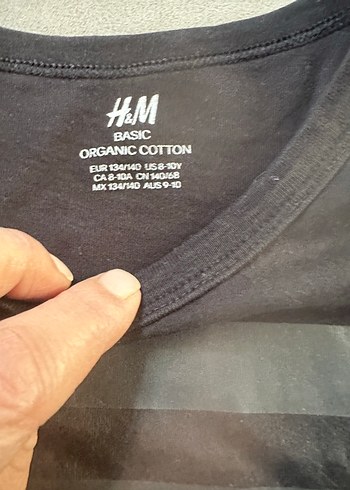 H&M
BASIC
ORGANIC COTTON
EUR 134/140 US 8-10Y
CA 8-10A CN 140/68
MX 134/140 AUS 9-10